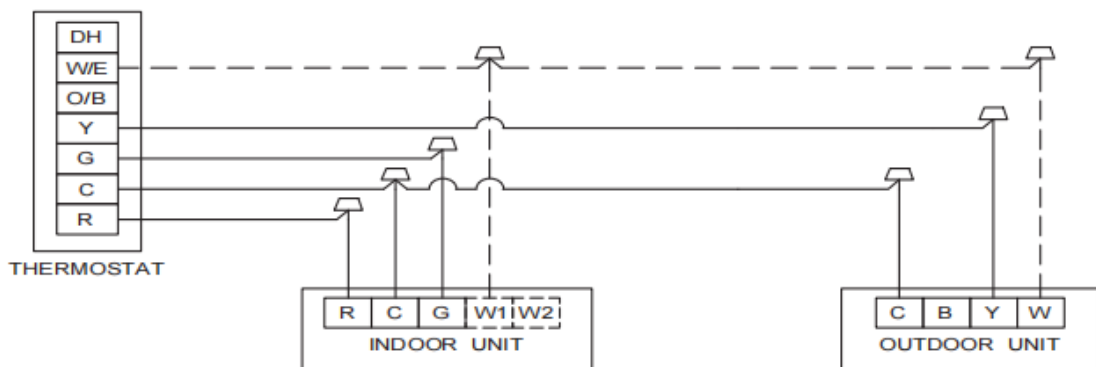 DH
W/E
O/B
Y
G
C
R
THERMOSTAT
R C G W1 W2
INDOOR UNIT
C B Y W
OUTDOOR UNIT